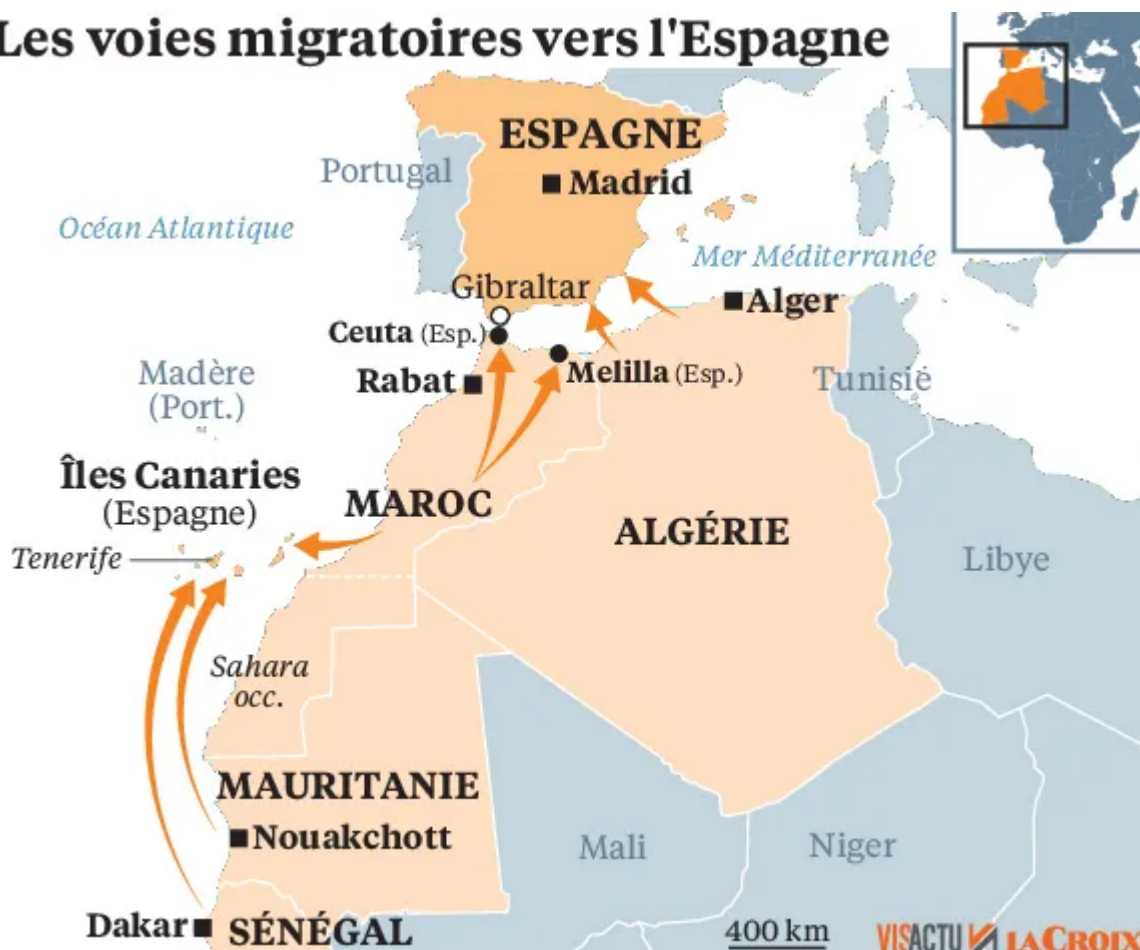 Les voies migratoires vers l'Espagne
ESPAGNE
Portugal
Madrid
Océan Atlantique
Mer Méditerranée
Gibraltar
Alger
Ceuta (Esp.)
Melilla (Esp.)
Rabat
Tunisie
Madère
(Port.)
Îles Canaries
(Espagne)
MAROC
ALGÉRIE
Tenerife
Libye
Sahara
occ.
MAURITANIE
Nouakchott
Mali
Niger
Dakar
SÉNÉGAL
400 km
VISACTU
LA CROIX